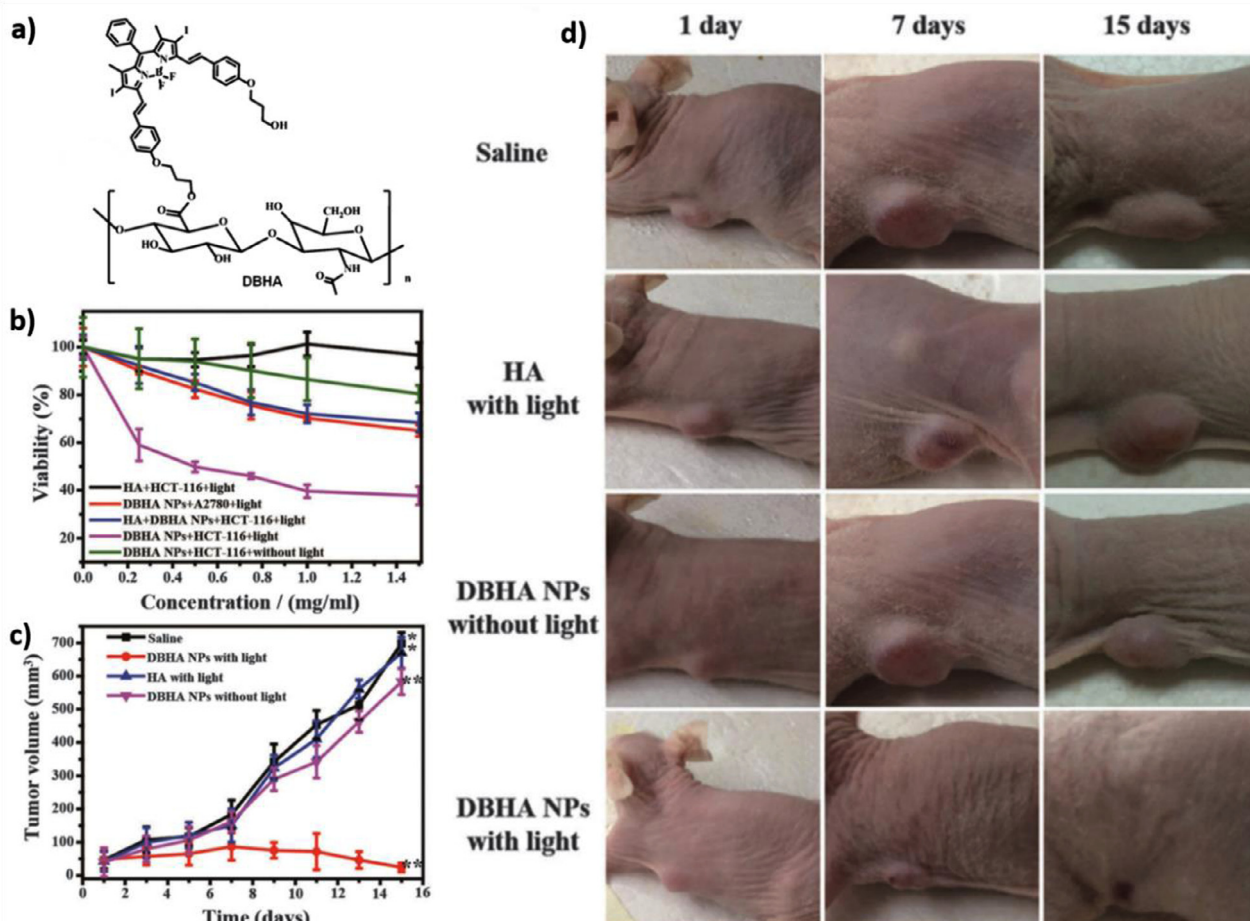 a)
I
N
B
N
F
F
I
O
OH
O
O
O
O
O
HO
OH
O
HO
CH₂OH
O
O
NH
O
n
DBHA
b)
Viability (%)
100
80
60
40
20
HA+HCT-116+light
DBHA NPs+A2780+light
HA+DBHA NPs+HCT-116+light
DBHA NPs+HCT-116+light
DBHA NPs+HCT-116+without light
0.0 0.2 0.4 0.6 0.8 1.0 1.2 1.4
Concentration / (mg/ml)
c)
Tumor volume (mm³)
700
600
500
400
300
200
100
0
Saline
DBHA NPs with light
HA with light
DBHA NPs without light
*
*
**
**
0 2 4 6 8 10 12 14 16
Time (days)
d)
1 day 7 days 15 days
Saline
HA
with light
DBHA NPs
without light
DBHA NPs
with light